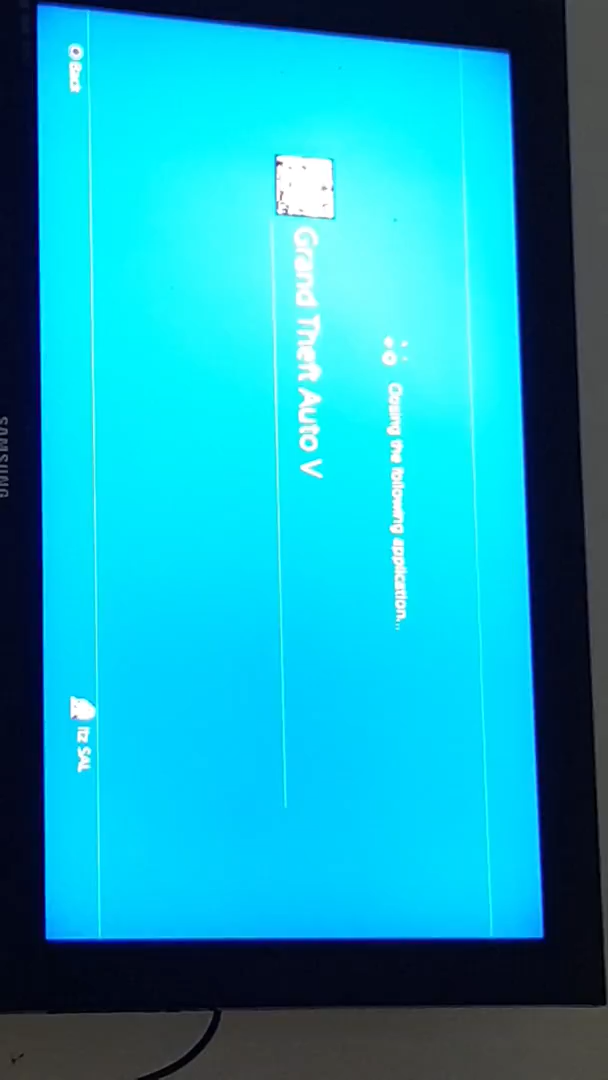 Closing the following application...
Grand Theft Auto V
Back
Itz SAL
SAMSUNG